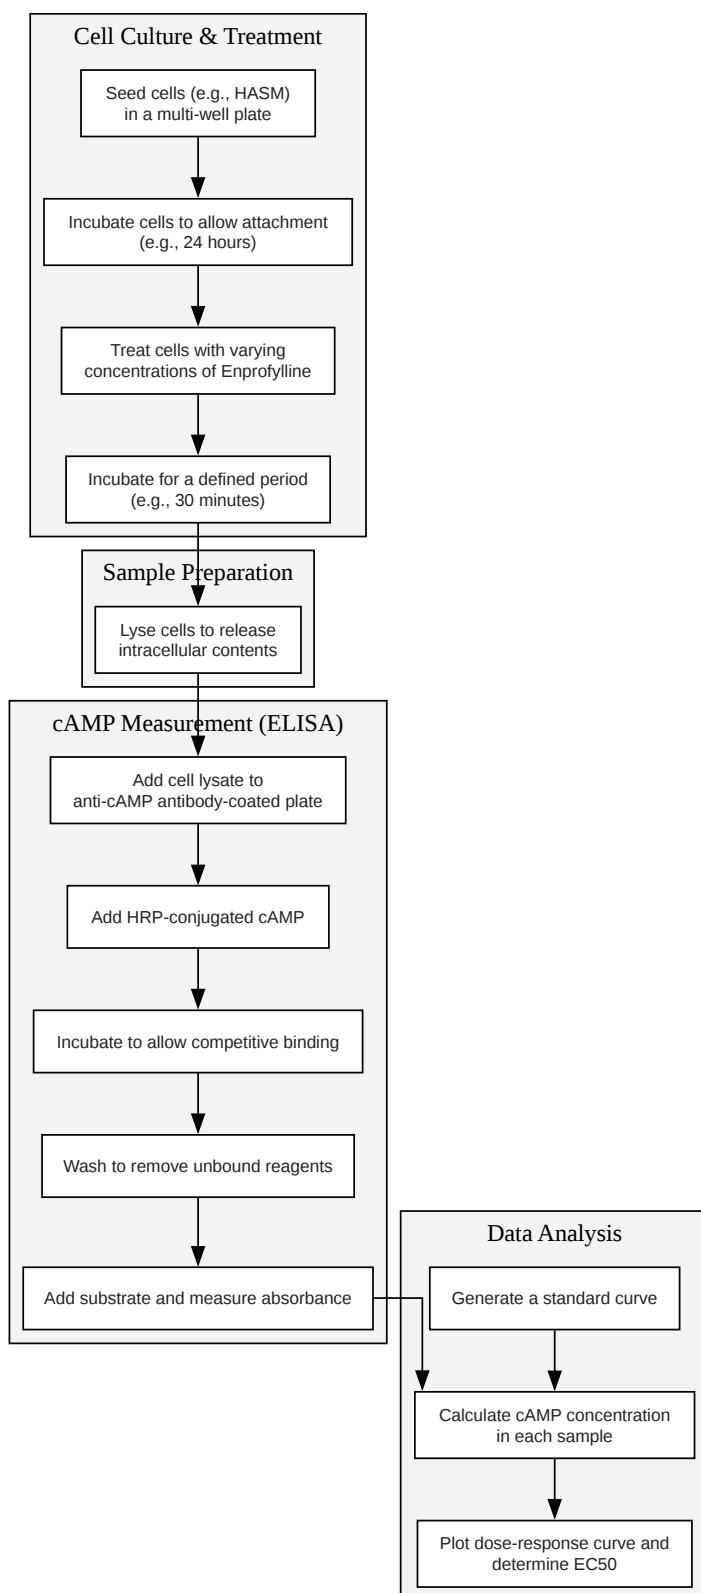 Cell Culture & Treatment
Seed cells (e.g., HASM)
in a multi-well plate
Incubate cells to allow attachment
(e.g., 24 hours)
Treat cells with varying
concentrations of Enprofylline
Incubate for a defined period
(e.g., 30 minutes)
Sample Preparation
Lyse cells to release
intracellular contents
cAMP Measurement (ELISA)
Add cell lysate to
anti-cAMP antibody-coated plate
Add HRP-conjugated cAMP
Incubate to allow competitive binding
Wash to remove unbound reagents
Add substrate and measure absorbance
Data Analysis
Generate a standard curve
Calculate cAMP concentration
in each sample
Plot dose-response curve and
determine EC50